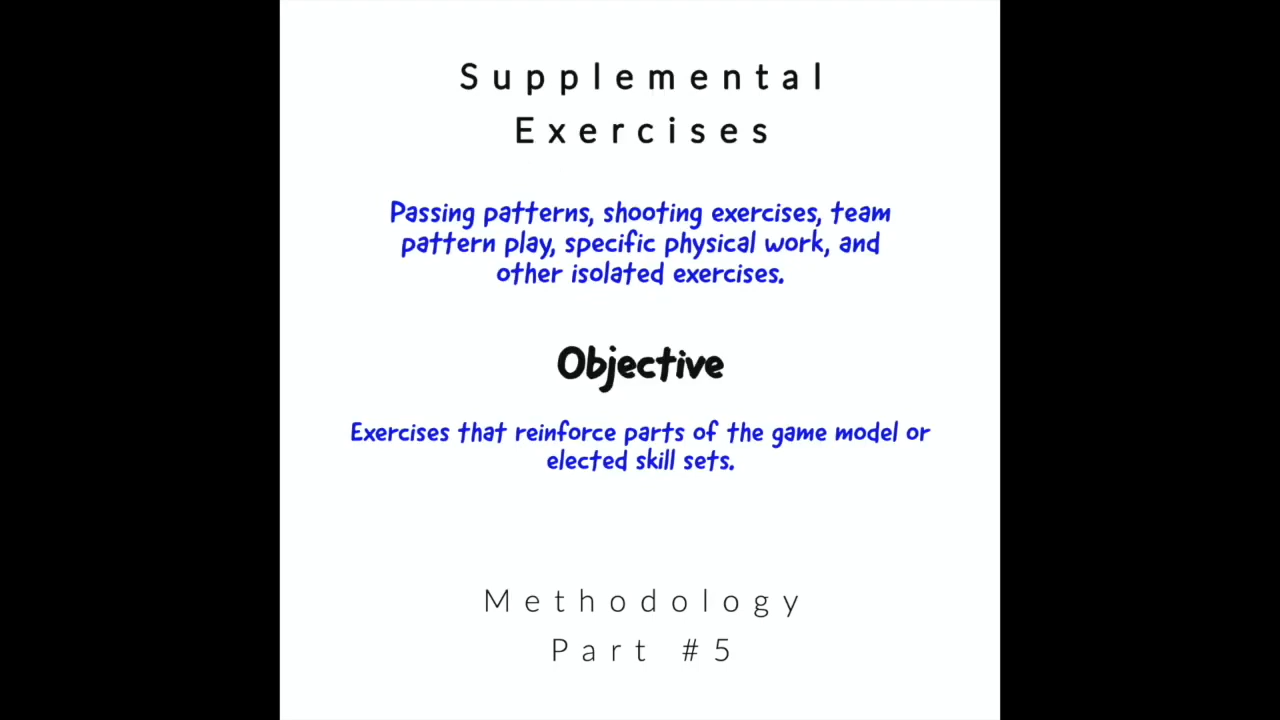 Supplemental
Exercises
Passing patterns, shooting exercises, team
pattern play, specific physical work, and
other isolated exercises.
Objective
Exercises that reinforce parts of the game model or
elected skill sets.
Methodology
Part #5